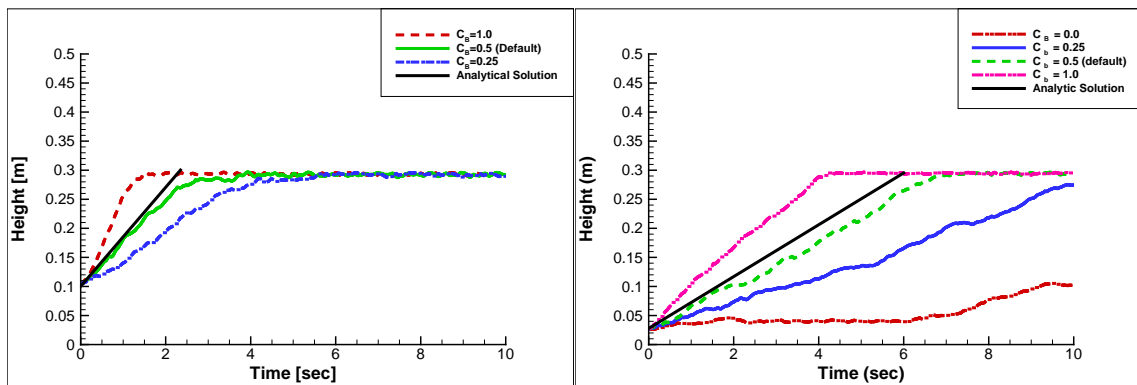 C_B=1.0
C_B=0.5 (Default)
C_B=0.25
Analytical Solution
0.5
0.45
0.4
0.35
0.3
0.25
0.2
0.15
0.1
0.05
0
Height [m]
0 2 4 6 8 10
Time [sec]
C_B = 0.0
C_b = 0.25
C_b = 0.5 (default)
C_b = 1.0
Analytic Solution
0.5
0.45
0.4
0.35
0.3
0.25
0.2
0.15
0.1
0.05
0
Height (m)
0 2 4 6 8 10
Time (sec)